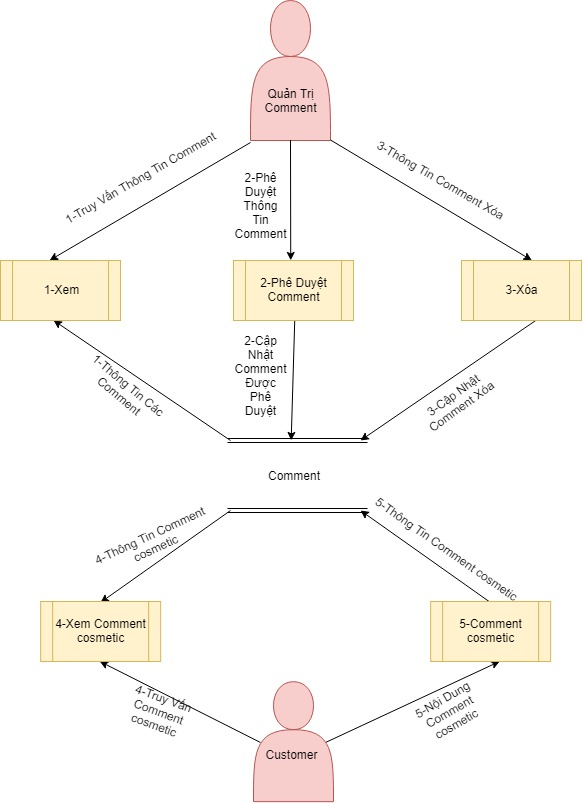 Quản Trị
Comment
1-Truy Vấn Thông Tin Comment
2-Phê
Duyệt
Thông
Tin
Comment
3-Thông Tin Comment Xóa
1-Xem
2-Phê Duyệt
Comment
3-Xóa
1-Thông Tin Các
Comment
2-Cập
Nhật
Comment
Được
Phê
Duyệt
3-Cập Nhật
Comment Xóa
Comment
4-Thông Tin Comment
cosmetic
5-Thông Tin Comment cosmetic
4-Xem Comment
cosmetic
5-Comment
cosmetic
4-Truy Vấn
Comment
cosmetic
5-Nội Dung
Comment
cosmetic
Customer